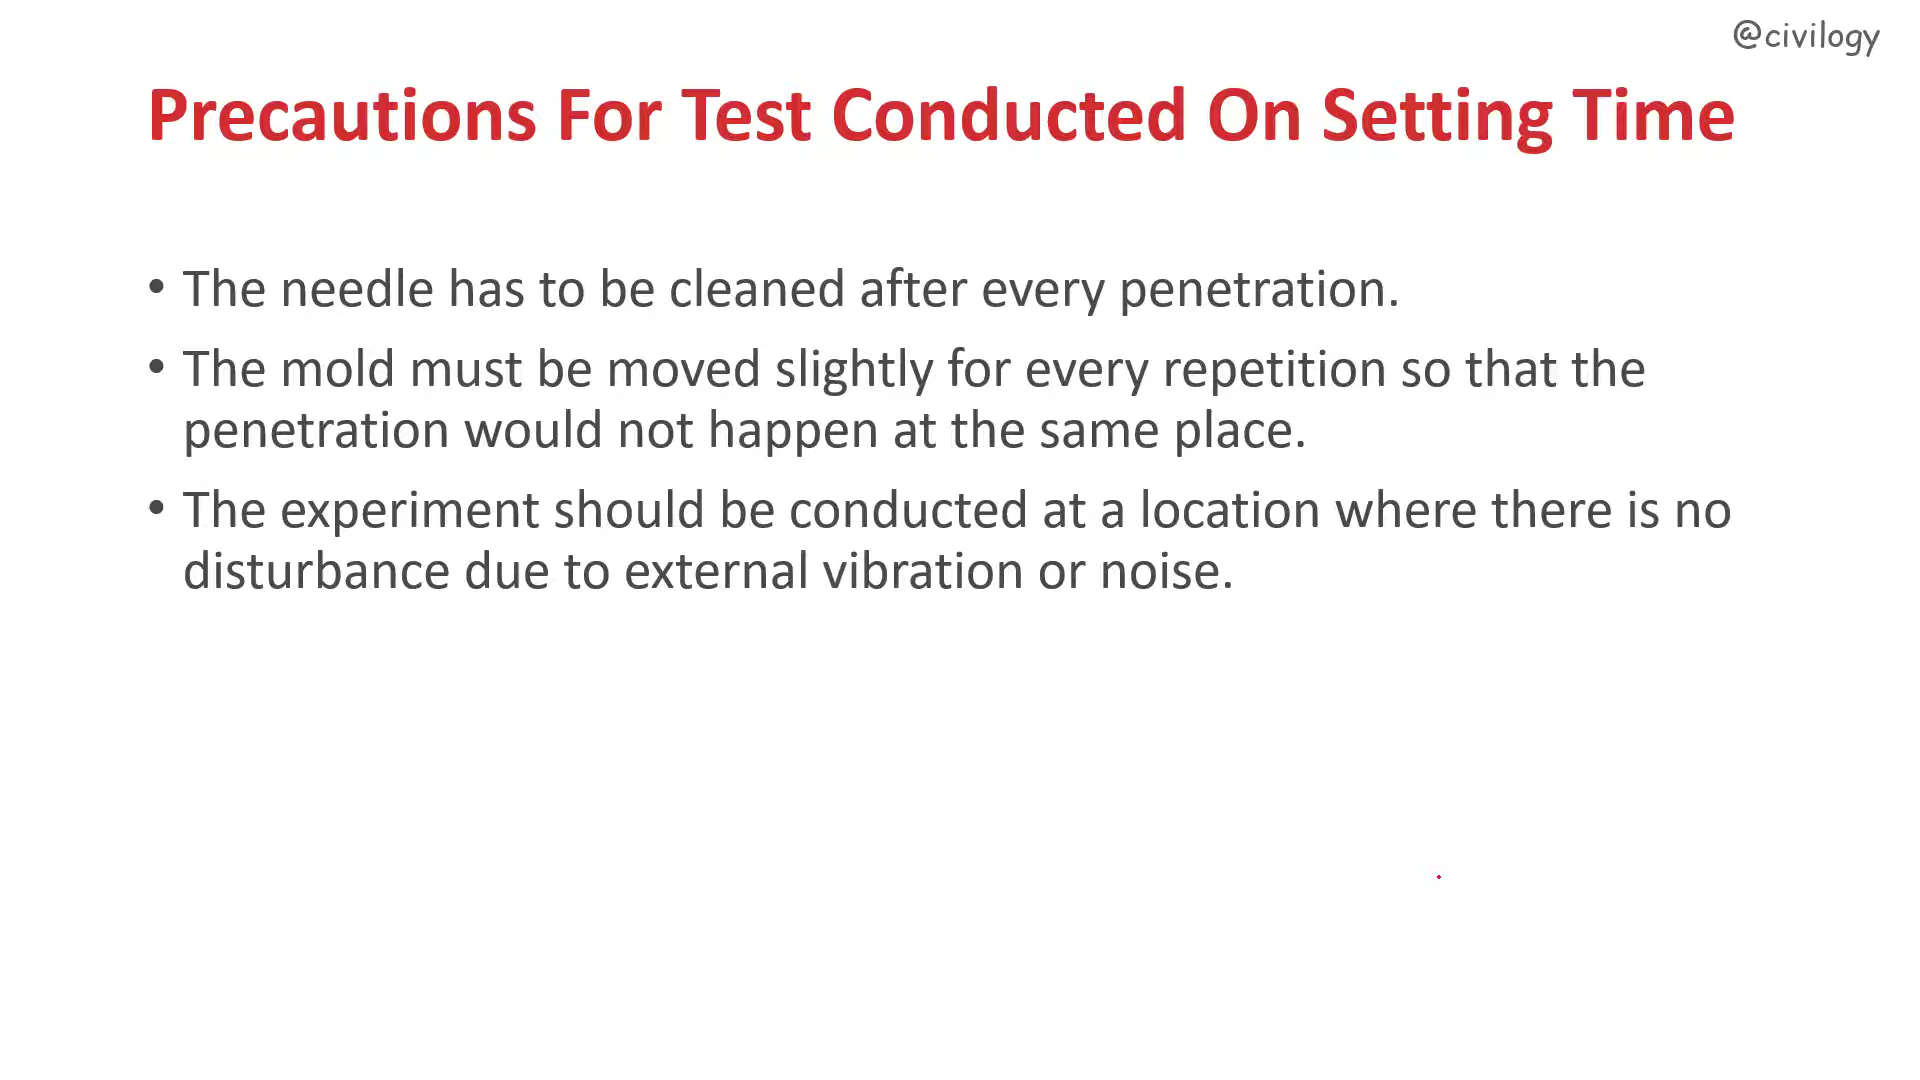 @civilogy
Precautions For Test Conducted On Setting Time
• The needle has to be cleaned after every penetration.
• The mold must be moved slightly for every repetition so that the
penetration would not happen at the same place.
• The experiment should be conducted at a location where there is no
disturbance due to external vibration or noise.